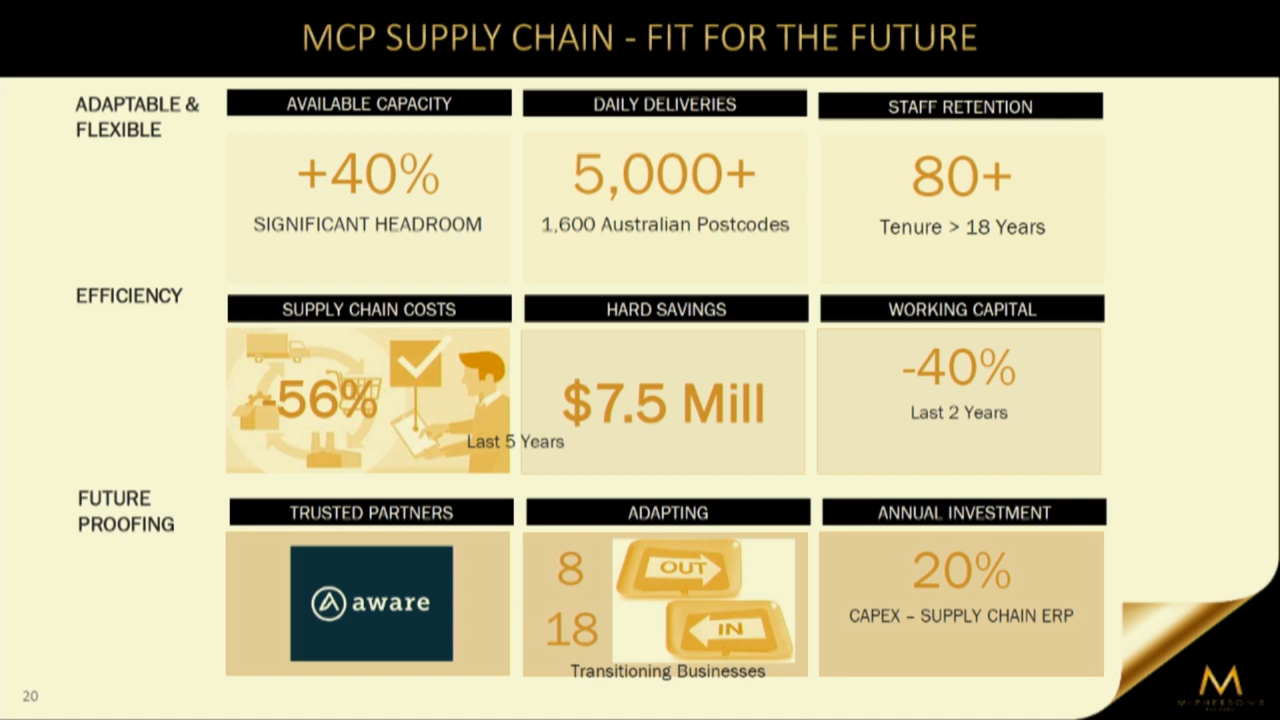 MCP SUPPLY CHAIN - FIT FOR THE FUTURE
ADAPTABLE &
FLEXIBLE
AVAILABLE CAPACITY
+40%
SIGNIFICANT HEADROOM
DAILY DELIVERIES
5,000+
1,600 Australian Postcodes
STAFF RETENTION
80+
Tenure > 18 Years
EFFICIENCY
SUPPLY CHAIN COSTS
-56%
Last 5 Years
HARD SAVINGS
$7.5 Mill
WORKING CAPITAL
-40%
Last 2 Years
FUTURE
PROOFING
TRUSTED PARTNERS
aware
ADAPTING
8
OUT
18
IN
Transitioning Businesses
ANNUAL INVESTMENT
20%
CAPEX – SUPPLY CHAIN ERP
20
McPHERSON'S